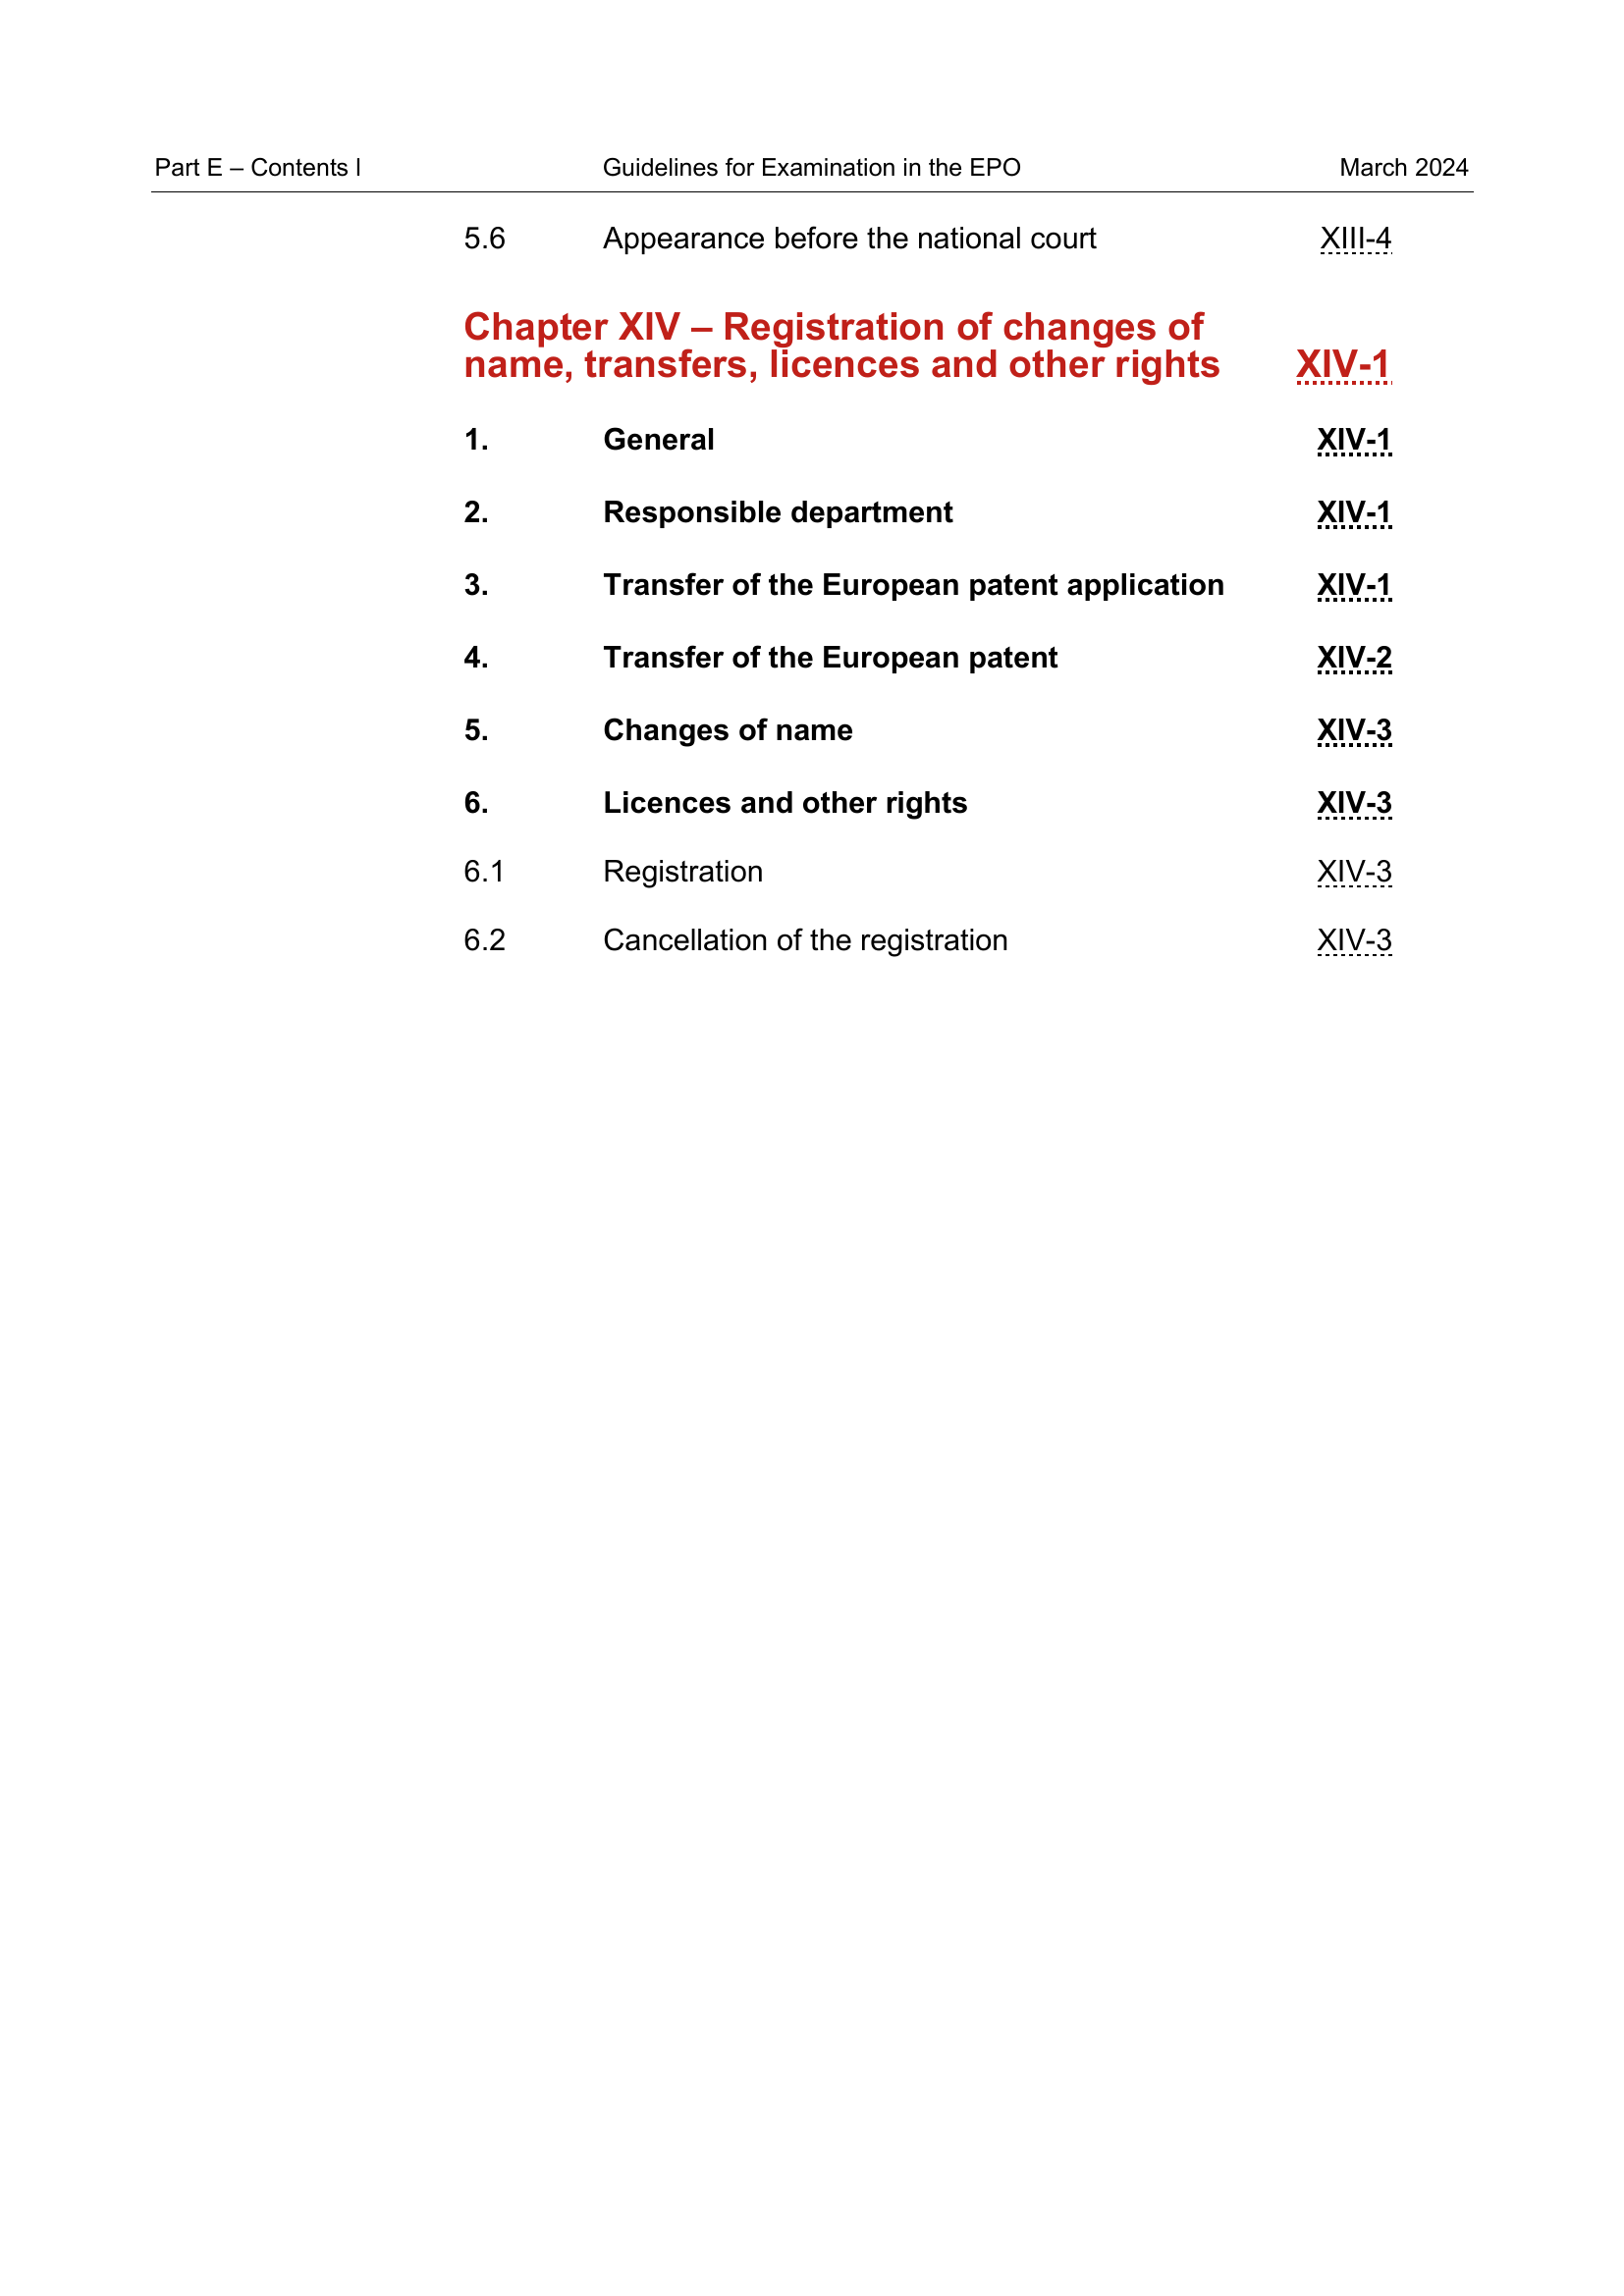 Part E – Contents l Guidelines for Examination in the EPO March 2024
5.6 Appearance before the national court XIII-4
Chapter XIV – Registration of changes of
name, transfers, licences and other rights XIV-1
1. General XIV-1
2. Responsible department XIV-1
3. Transfer of the European patent application XIV-1
4. Transfer of the European patent XIV-2
5. Changes of name XIV-3
6. Licences and other rights XIV-3
6.1 Registration XIV-3
6.2 Cancellation of the registration XIV-3